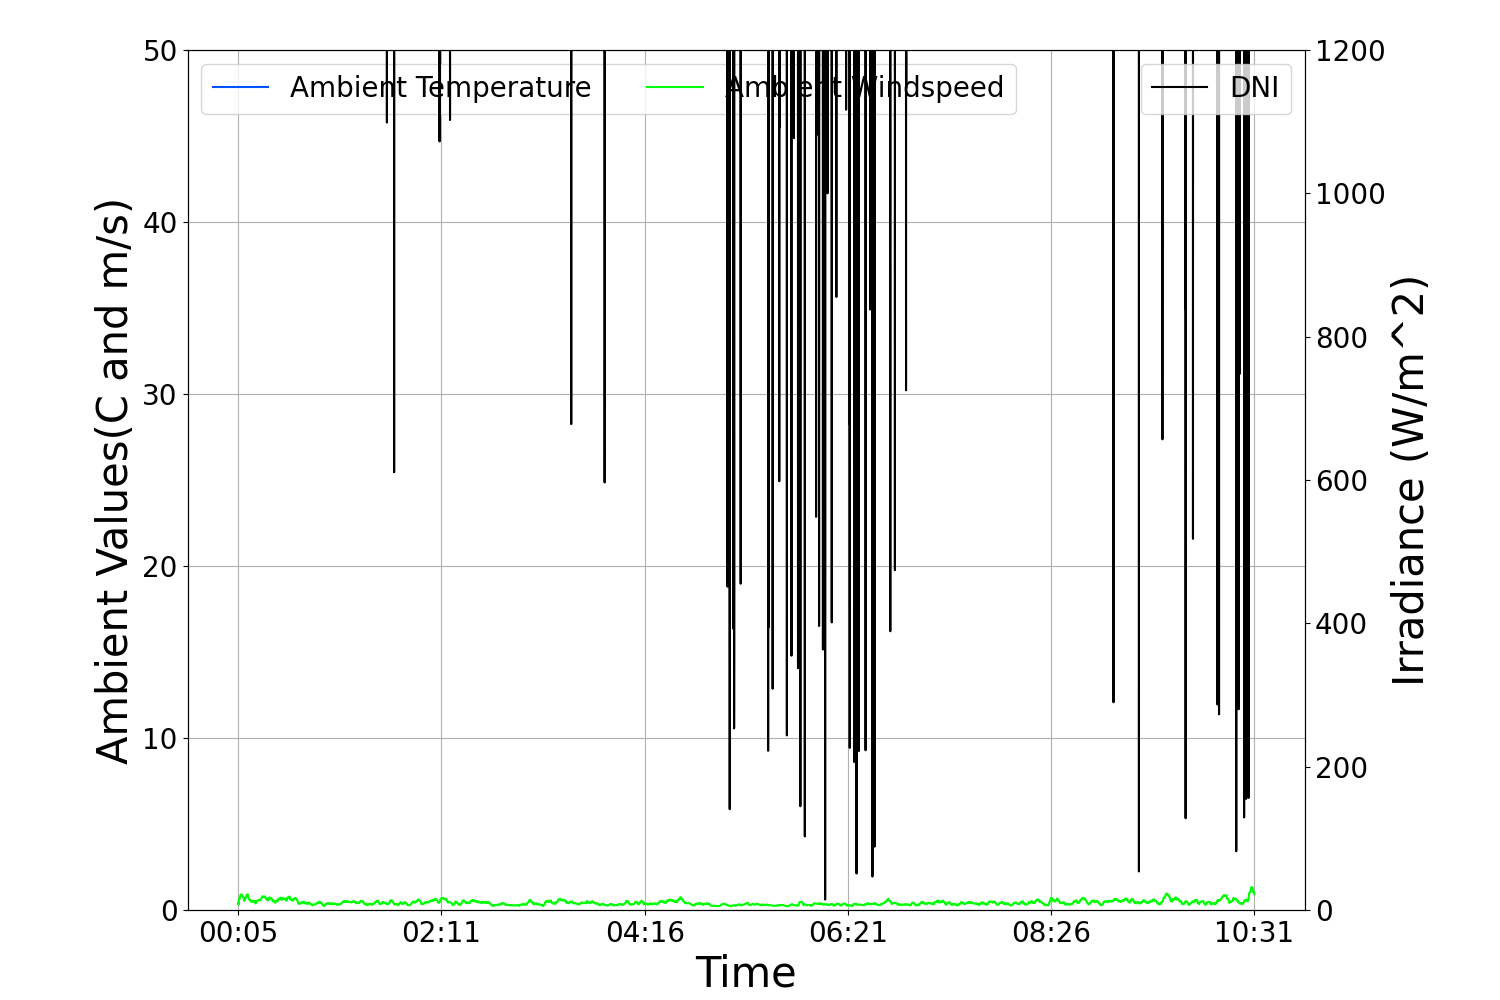 50
40
30
20
10
0
Ambient Values(C and m/s)
Ambient Temperature
Ambient Windspeed
DNI
1200
1000
800
600
400
200
0
Irradiance (W/m^2)
00:05 02:11 04:16 06:21 08:26 10:31
Time